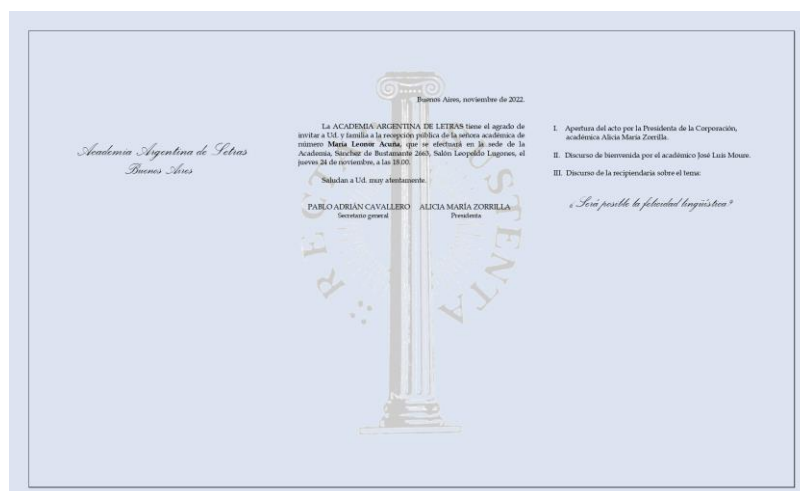 Academia Argentina de Letras
Buenos Aires
Buenos Aires, noviembre de 2022.
La ACADEMIA ARGENTINA DE LETRAS tiene el agrado de
invitar a Ud. y familia a la recepción pública de la señora académica de
número María Leonor Acuña, que se efectuará en la sede de la
Academia, Sánchez de Bustamante 2663, Salón Leopoldo Lugones, el
jueves 24 de noviembre, a las 18.00.
Saludan a Ud. muy atentamente.
PABLO ADRIÁN CAVALLERO ALICIA MARÍA ZORRILLA
Secretario general Presidenta
I. Apertura del acto por la Presidenta de la Corporación,
académica Alicia María Zorrilla.
II. Discurso de bienvenida por el académico José Luis Moure.
III. Discurso de la recipiendaria sobre el tema:
¿Será posible la felicidad lingüística?
RECTA SUSTENTA